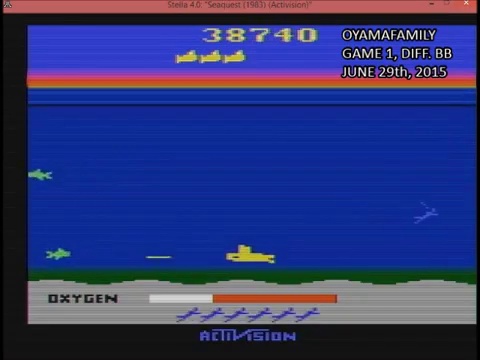 Stella 4.0: "Seaquest (1983) (Activision)"
38740
OYAMAFAMILY
GAME 1, DIFF. BB
JUNE 29th, 2015
OXYGEN
ACTIVISION